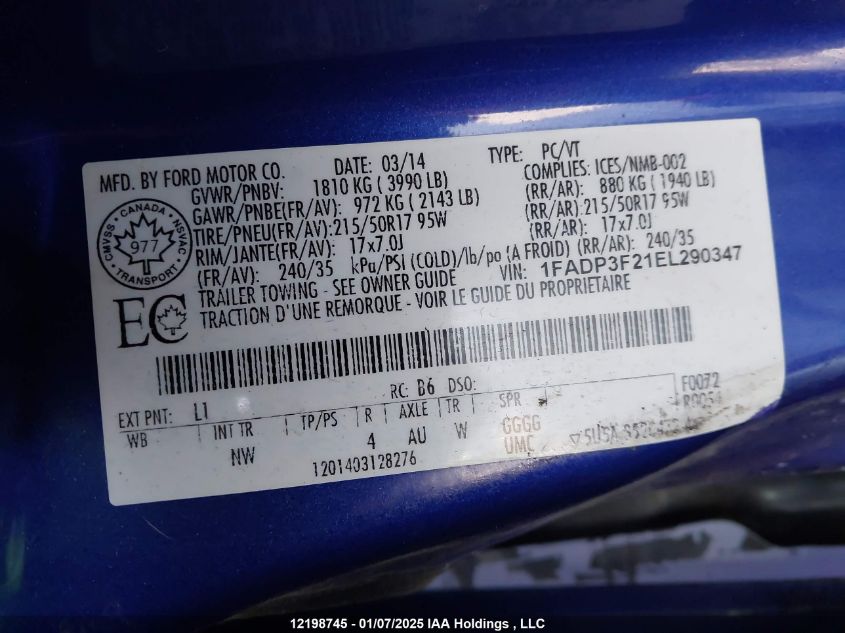 MFD. BY FORD MOTOR CO. DATE: 03/14 TYPE: PC/VT
GVWR/PNBV: 1810 KG ( 3990 LB) COMPLIES: ICES/NMB-002
GAWR/PNBE(FR/AV): 972 KG ( 2143 LB) (RR/AR): 880 KG ( 1940 LB)
TIRE/PNEU(FR/AV): 215/50R17 95W (RR/AR): 215/50R17 95W
RIM/JANTE(FR/AV): 17x7.0J (RR/AR): 17x7.0J
(FR/AV): 240/35 kPa/PSI (COLD)/lb/po (A FROID) (RR/AR): 240/35
TRAILER TOWING - SEE OWNER GUIDE VIN: 1FADP3F21EL290347
TRACTION D'UNE REMORQUE - VOIR LE GUIDE DU PROPRIETAIRE
CANADA
CMVSS 977 NSVAC
TRANSPORT
EC
RC: B6 DSO: F0072
EXT PNT: L1
WB INT TR TP/PS R AXLE TR SPR
NW 4 AU W GGGG
UMC
1201403128276
12198745 - 01/07/2025 IAA Holdings , LLC